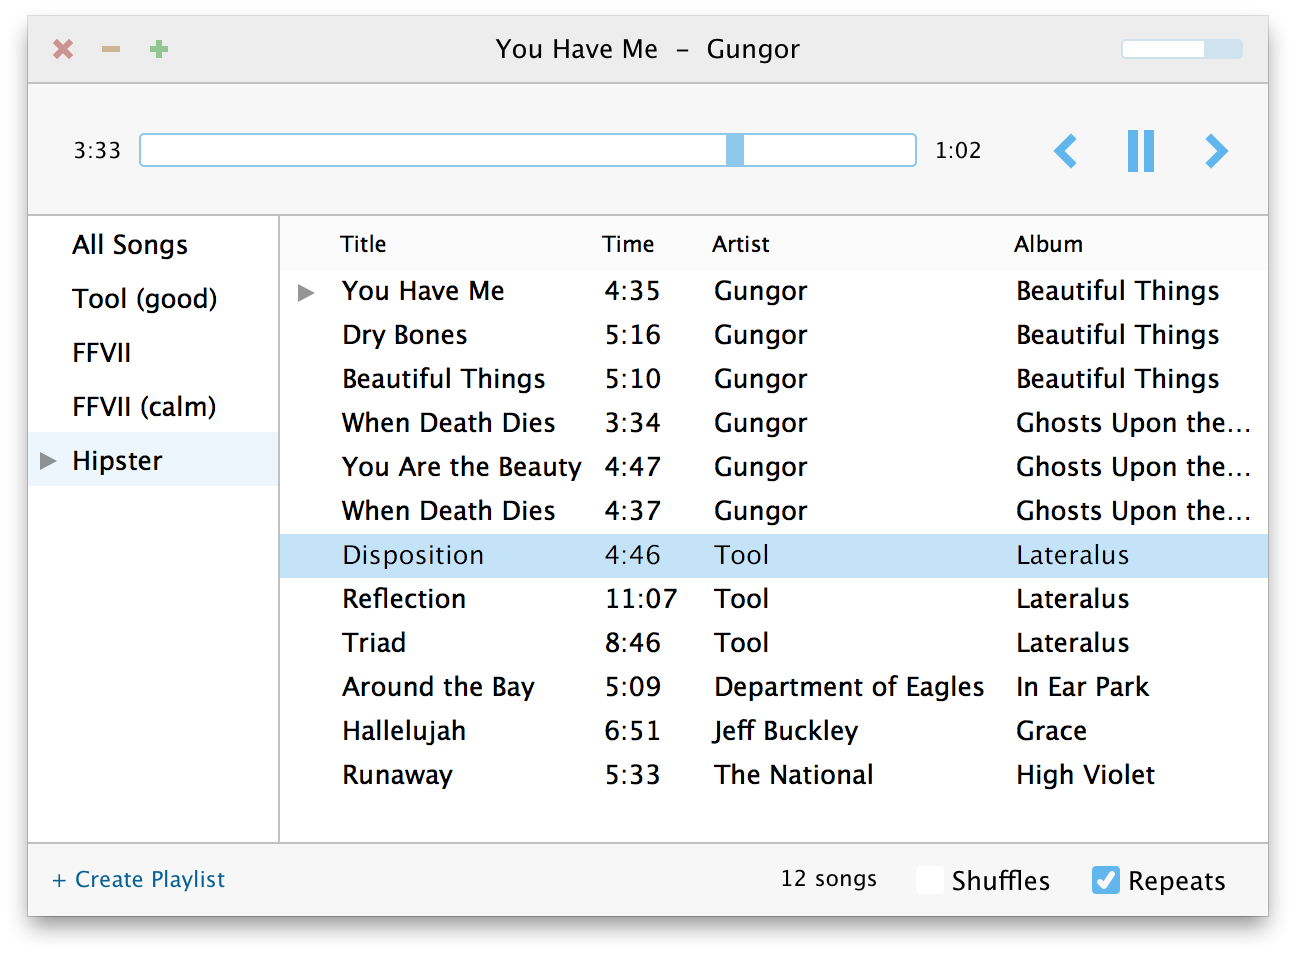 You Have Me – Gungor
3:33 1:02
All Songs
Tool (good)
FFVII
FFVII (calm)
Hipster
Title Time Artist Album
You Have Me 4:35 Gungor Beautiful Things
Dry Bones 5:16 Gungor Beautiful Things
Beautiful Things 5:10 Gungor Beautiful Things
When Death Dies 3:34 Gungor Ghosts Upon the...
You Are the Beauty 4:47 Gungor Ghosts Upon the...
When Death Dies 4:37 Gungor Ghosts Upon the...
Disposition 4:46 Tool Lateralus
Reflection 11:07 Tool Lateralus
Triad 8:46 Tool Lateralus
Around the Bay 5:09 Department of Eagles In Ear Park
Hallelujah 6:51 Jeff Buckley Grace
Runaway 5:33 The National High Violet
+ Create Playlist 12 songs Shuffles Repeats